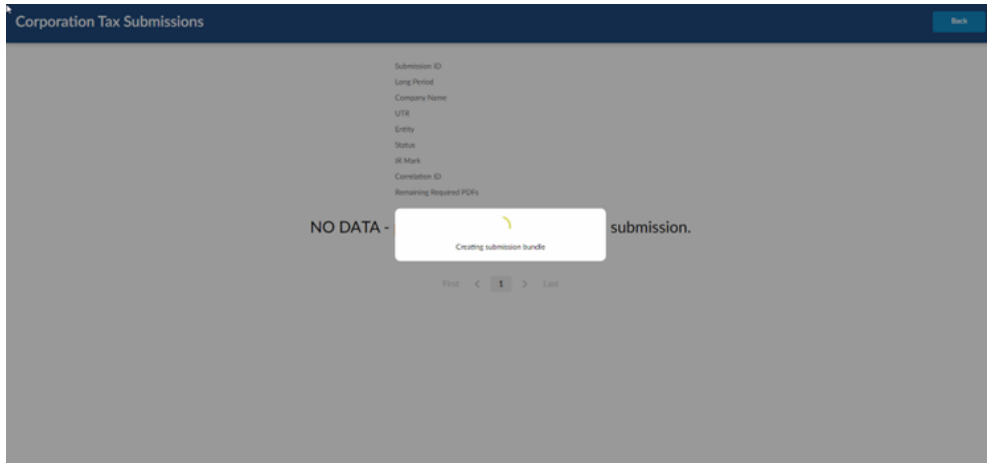 Corporation Tax Submissions
Back
Submission ID
Long Period
Company Name
UTR
Entity
Status
IR Mark
Correlation ID
Remaining Required PDFs
NO DATA - submission.
Creating submission bundle
First < 1 > Last